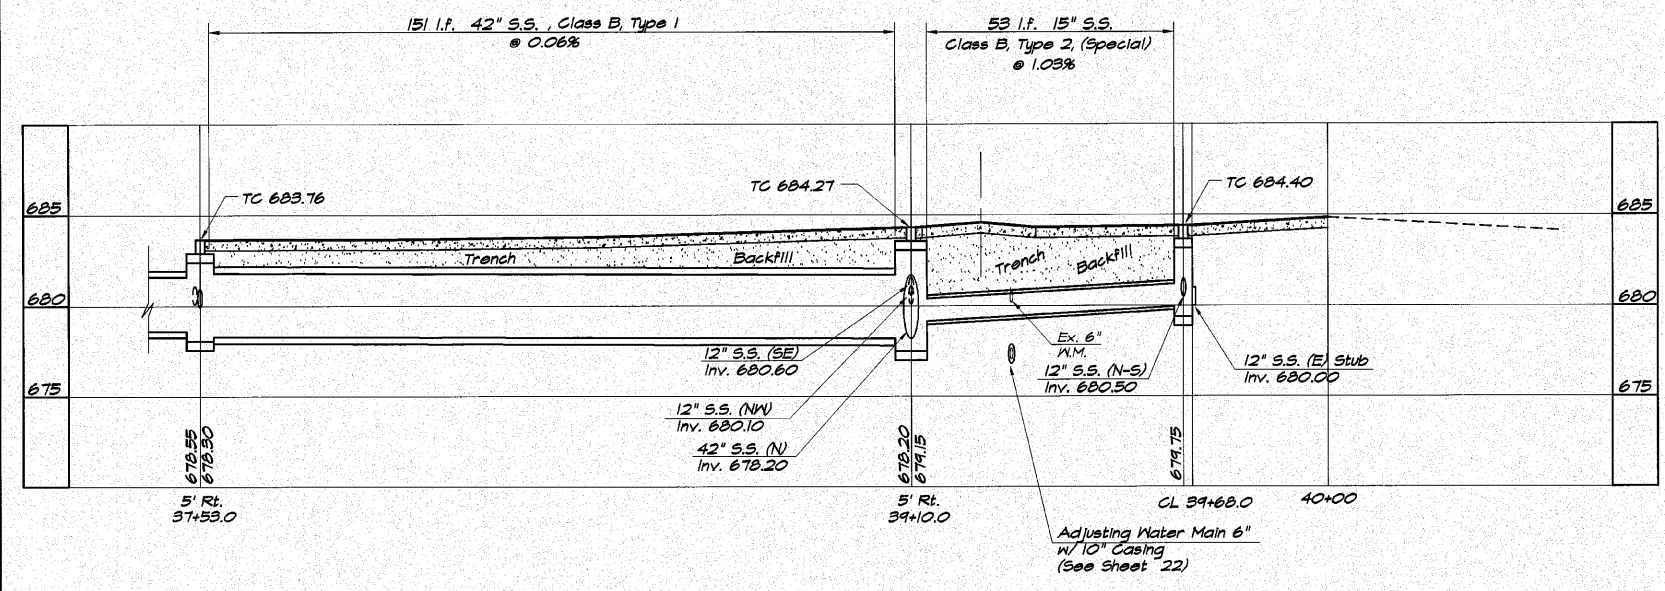 151 l.f. 42" S.S. , Class B, Type 1
@ 0.06%
53 l.f. 15" S.S.
Class B, Type 2, (Special)
@ 1.03%
TC 683.76
TC 684.27
TC 684.40
685
685
Trench Backfill
Trench Backfill
680
680
12" S.S. (SE)
Inv. 680.60
Ex. 6"
W.M.
12" S.S. (N-S)
Inv. 680.50
12" S.S. (E) Stub
Inv. 680.00
675
675
12" S.S. (NW)
Inv. 680.10
42" S.S. (N)
Inv. 678.20
678.55
678.30
678.20
679.15
679.75
5' Rt.
37+53.0
5' Rt.
39+10.0
CL 39+68.0
40+00
Adjusting Water Main 6"
w/ 10" Casing
(See Sheet 22)